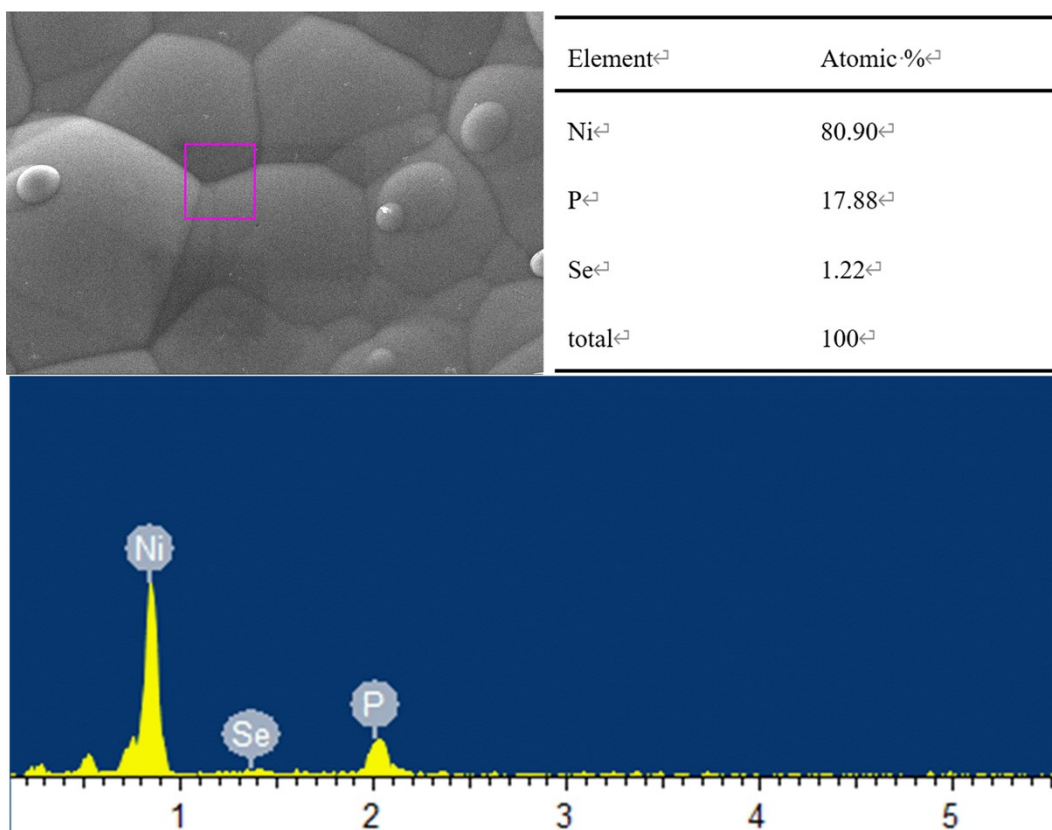 Element↵ Atomic·%↵
Ni↵ 80.90↵
P↵ 17.88↵
Se↵ 1.22↵
total↵ 100↵
Ni
Se
P
1 2 3 4 5